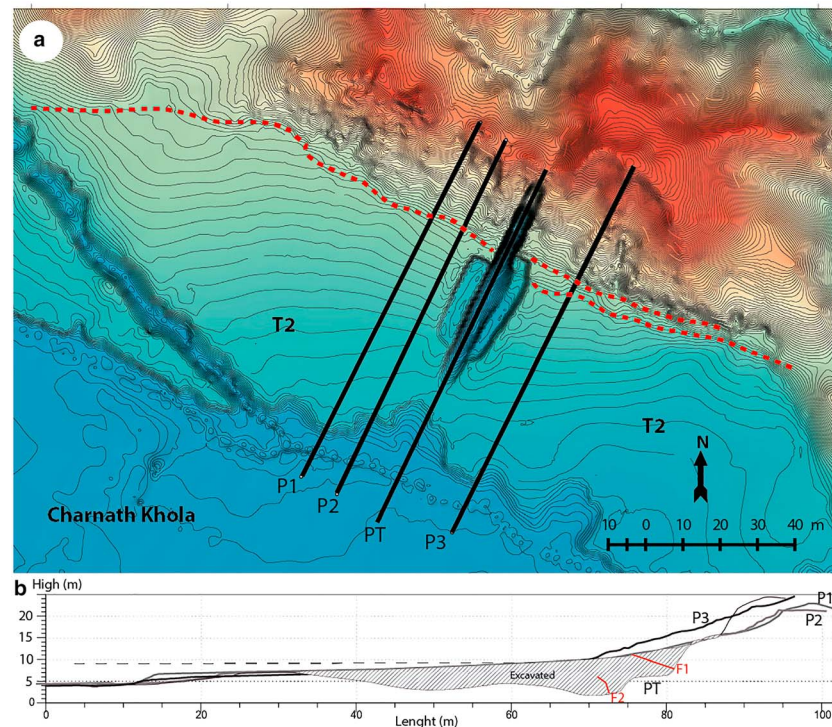 a
T2
T2
N
P1
P2
PT
P3
Charnath Khola
10 0 10 20 30 40 m
b High (m)
20
15
10
5
0
P3
P1
P2
Excavated
F1
F2
PT
0 20 40 60 80 100
Lenght (m)